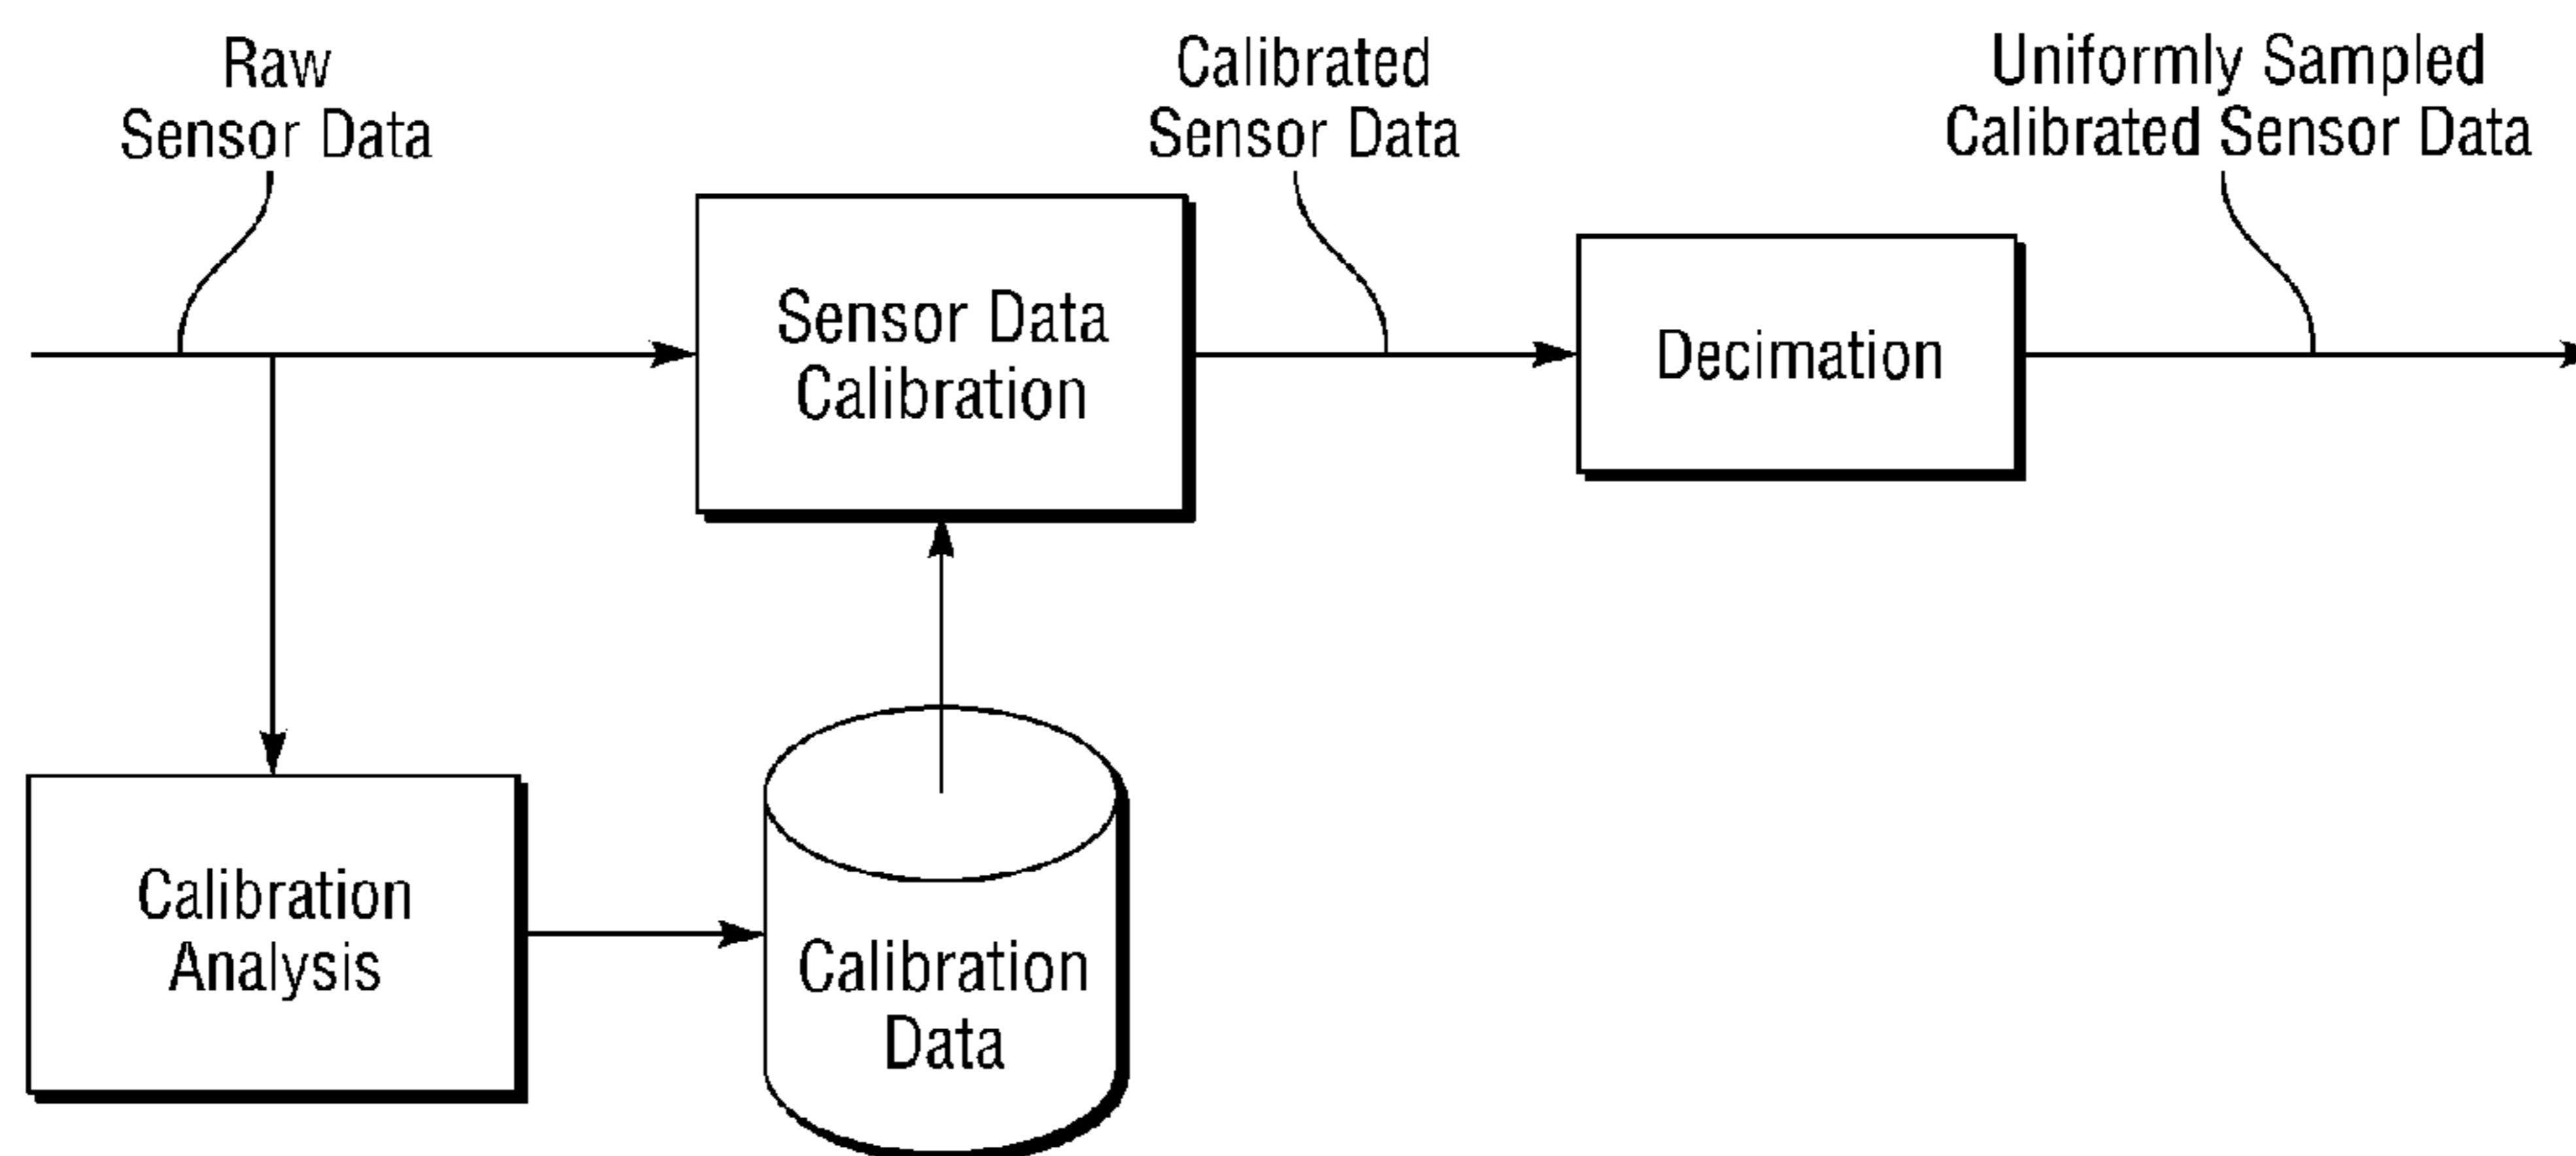 Raw
Sensor Data
Calibrated
Sensor Data
Uniformly Sampled
Calibrated Sensor Data
Sensor Data
Calibration
Decimation
Calibration
Analysis
Calibration
Data